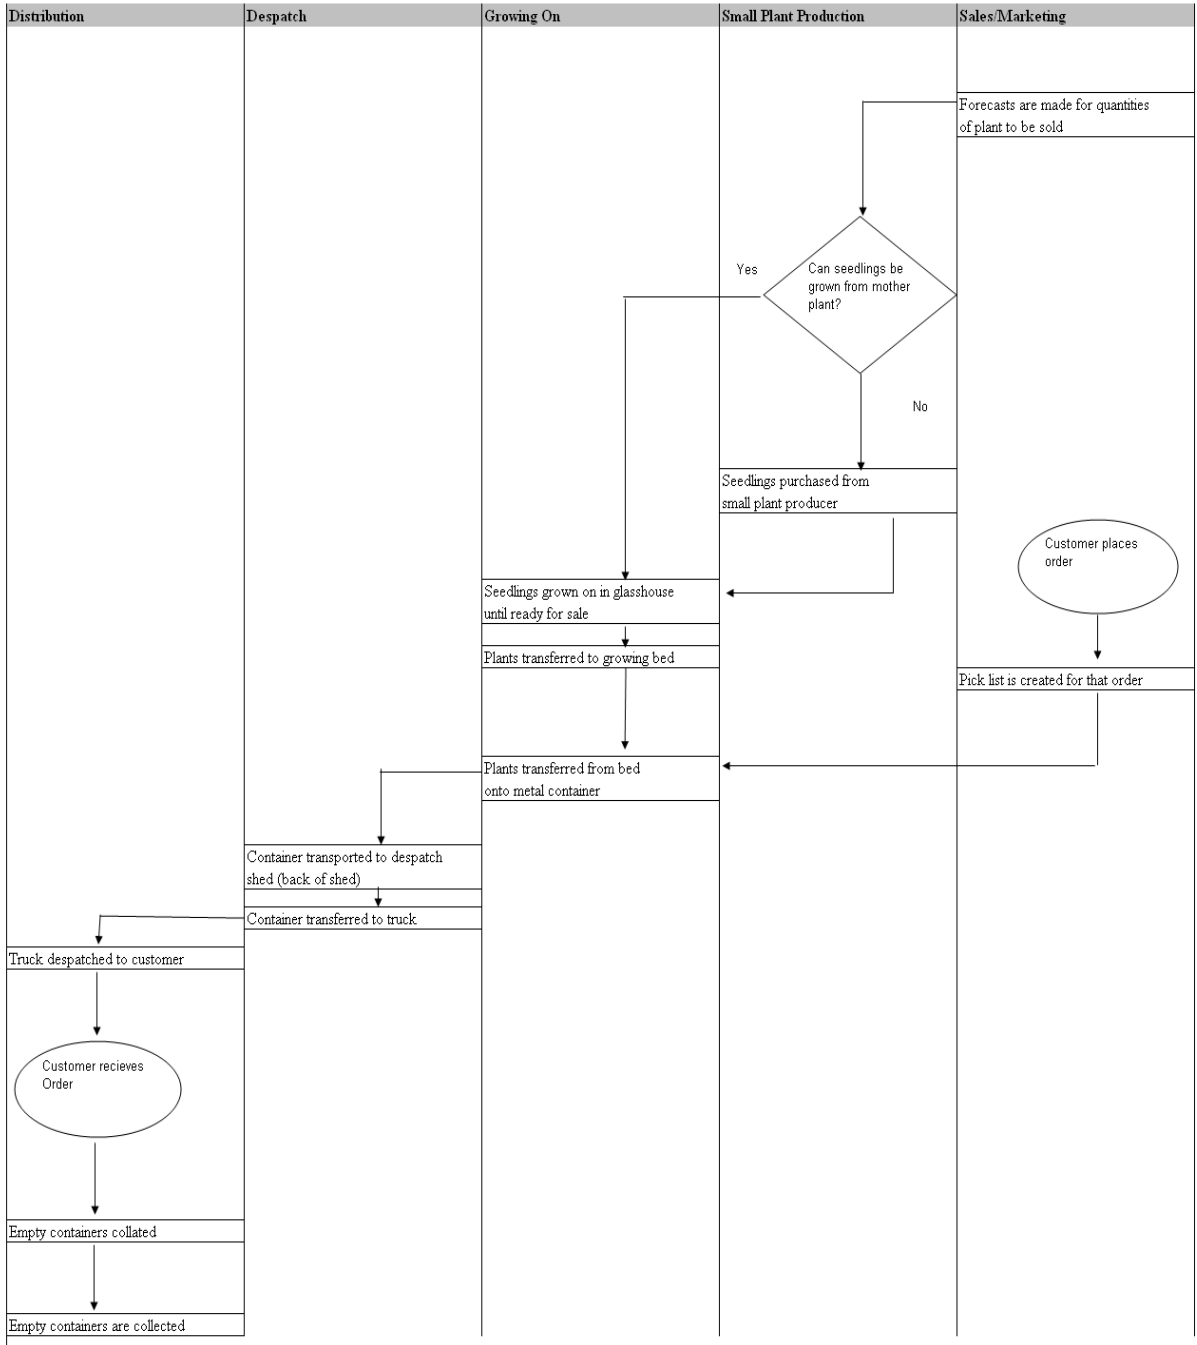 Distribution
Despatch
Growing On
Small Plant Production
Sales/Marketing
Forecasts are made for quantities
of plant to be sold
Yes
Can seedlings be
grown from mother
plant?
No
Seedlings purchased from
small plant producer
Customer places
order
Seedlings grown on in glasshouse
until ready for sale
Plants transferred to growing bed
Pick list is created for that order
Plants transferred from bed
onto metal container
Container transported to despatch
shed (back of shed)
Container transferred to truck
Truck despatched to customer
Customer recieves
Order
Empty containers collated
Empty containers are collected